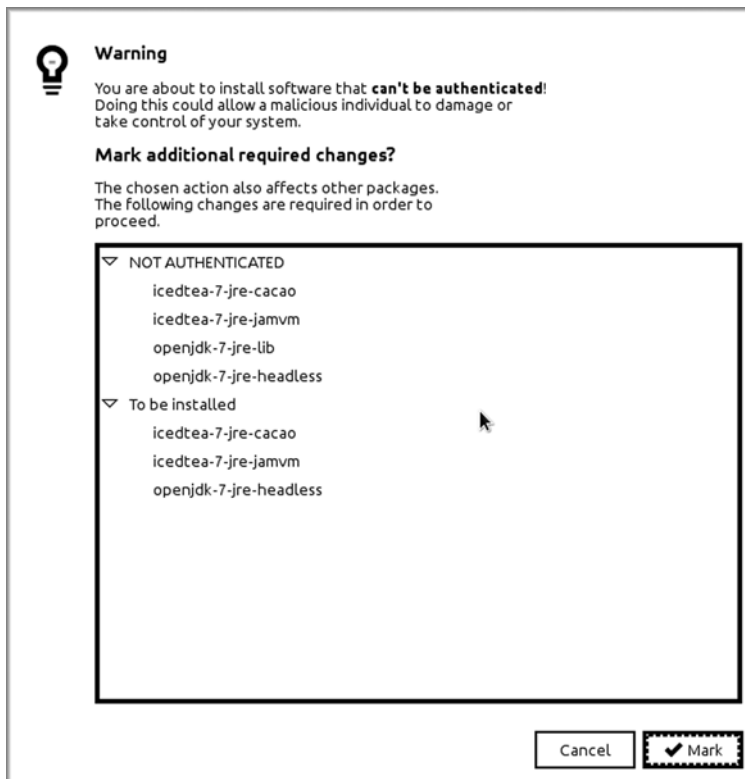 Warning
You are about to install software that can't be authenticated!
Doing this could allow a malicious individual to damage or
take control of your system.
Mark additional required changes?
The chosen action also affects other packages.
The following changes are required in order to
proceed.
NOT AUTHENTICATED
icedtea-7-jre-cacao
icedtea-7-jre-jamvm
openjdk-7-jre-lib
openjdk-7-jre-headless
To be installed
icedtea-7-jre-cacao
icedtea-7-jre-jamvm
openjdk-7-jre-headless
Cancel
Mark